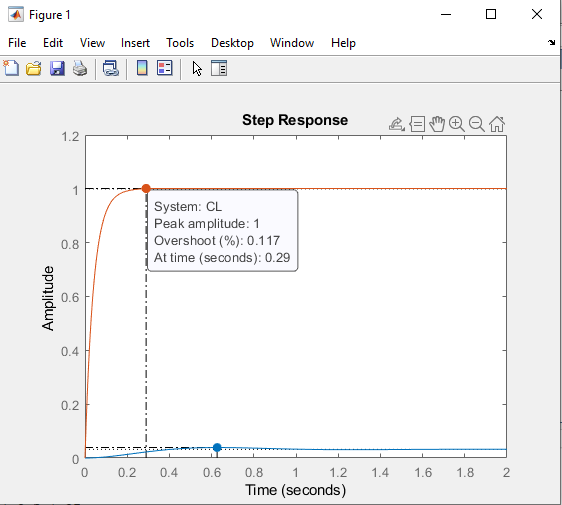 Figure 1
File Edit View Insert Tools Desktop Window Help
Step Response
1.2
1
0.8
0.6
0.4
0.2
0
Amplitude
System: CL
Peak amplitude: 1
Overshoot (%): 0.117
At time (seconds): 0.29
0 0.2 0.4 0.6 0.8 1 1.2 1.4 1.6 1.8 2
Time (seconds)